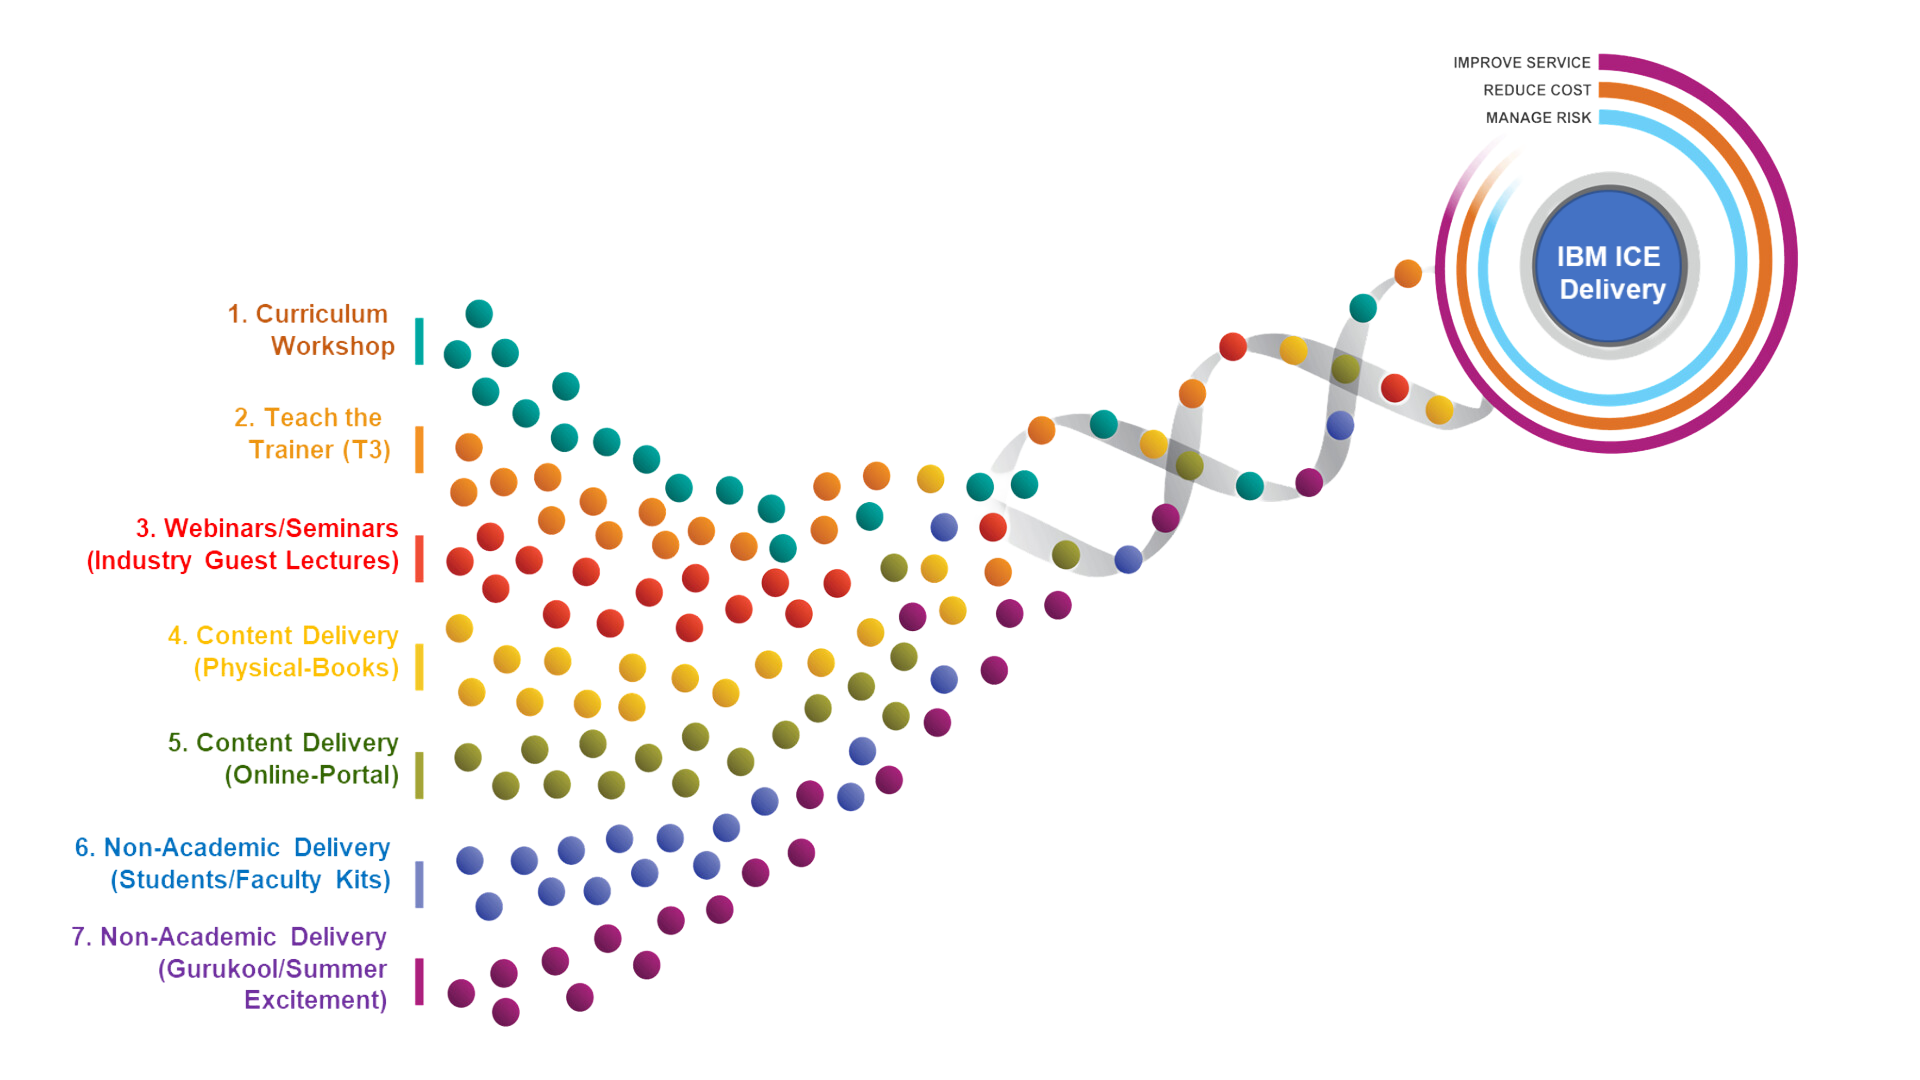 IMPROVE SERVICE
REDUCE COST
MANAGE RISK
IBM ICE
Delivery
1. Curriculum
Workshop
2. Teach the
Trainer (T3)
3. Webinars/Seminars
(Industry Guest Lectures)
4. Content Delivery
(Physical-Books)
5. Content Delivery
(Online-Portal)
6. Non-Academic Delivery
(Students/Faculty Kits)
7. Non-Academic Delivery
(Gurukool/Summer
Excitement)